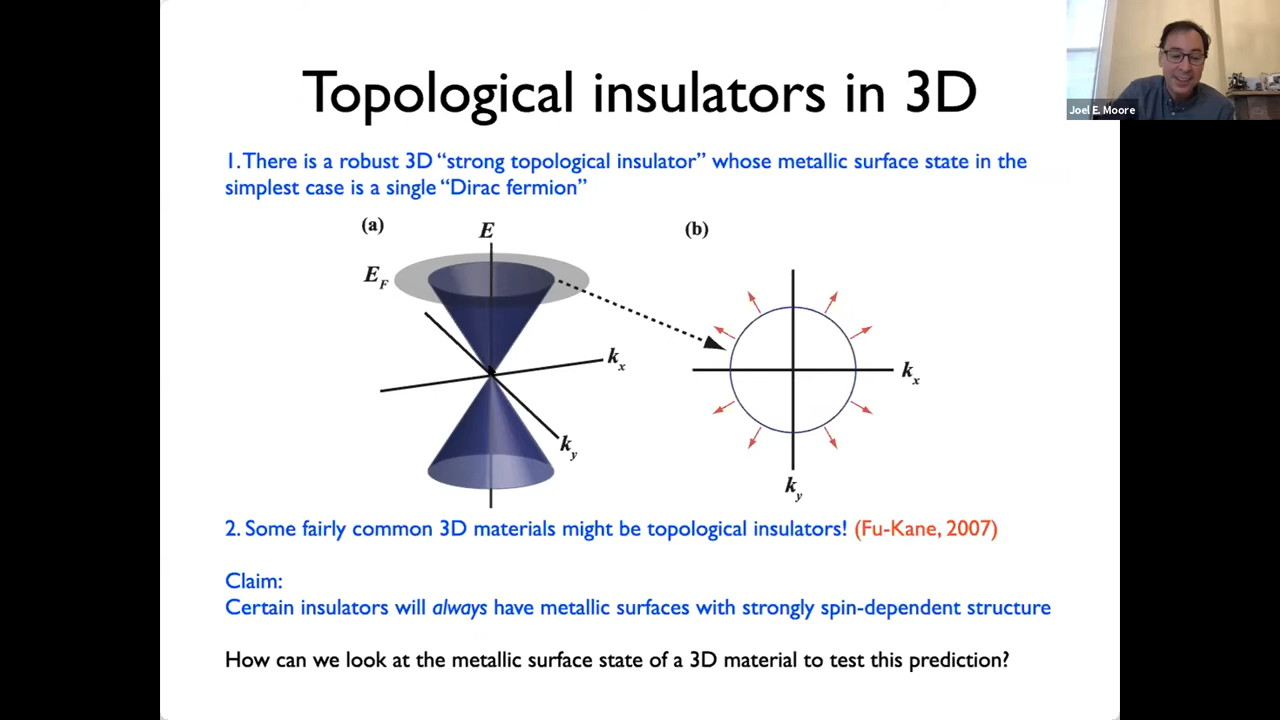 Topological insulators in 3D
Joel E. Moore
1. There is a robust 3D “strong topological insulator” whose metallic surface state in the
simplest case is a single “Dirac fermion”
(a)
E
E_F
k_x
k_y
(b)
k_x
k_y
2. Some fairly common 3D materials might be topological insulators! (Fu-Kane, 2007)
Claim:
Certain insulators will always have metallic surfaces with strongly spin-dependent structure
How can we look at the metallic surface state of a 3D material to test this prediction?